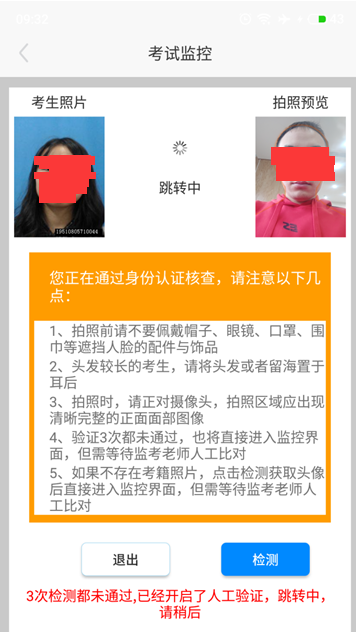 09:32
考试监控
考生照片
拍照预览
跳转中
您正在通过身份认证核查，请注意以下几
点：
1、拍照前请不要佩戴帽子、眼镜、口罩、围
巾等遮挡人脸的配件与饰品
2、头发较长的考生，请将头发或者留海置于
耳后
3、拍照时，请正对摄像头，拍照区域应出现
清晰完整的正面面部图像
4、验证3次都未通过，也将直接进入监控界
面，但需等待监考老师人工比对
5、如果不存在考籍照片，点击检测获取头像
后直接进入监控界面，但需等待监考老师人
工比对
退出
检测
3次检测都未通过,已经开启了人工验证，跳转中，
请稍后